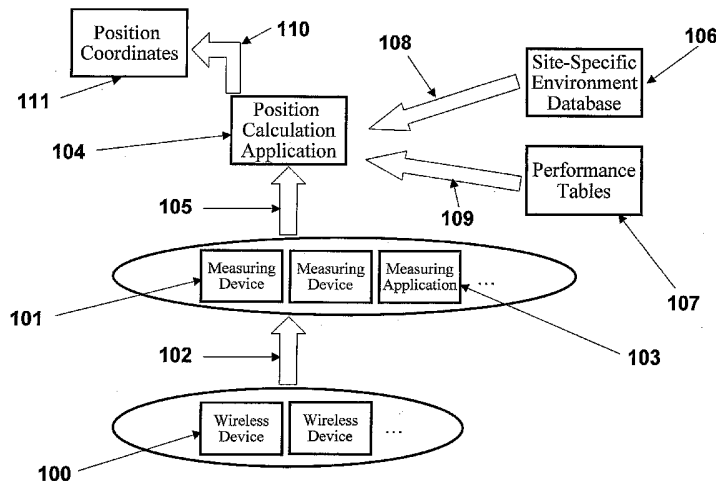 Position
Coordinates
110
111
108
106
Site-Specific
Environment
Database
Position
Calculation
Application
104
Performance
Tables
109
105
107
Measuring
Device
Measuring
Device
Measuring
Application
...
101
102
103
Wireless
Device
Wireless
Device
...
100